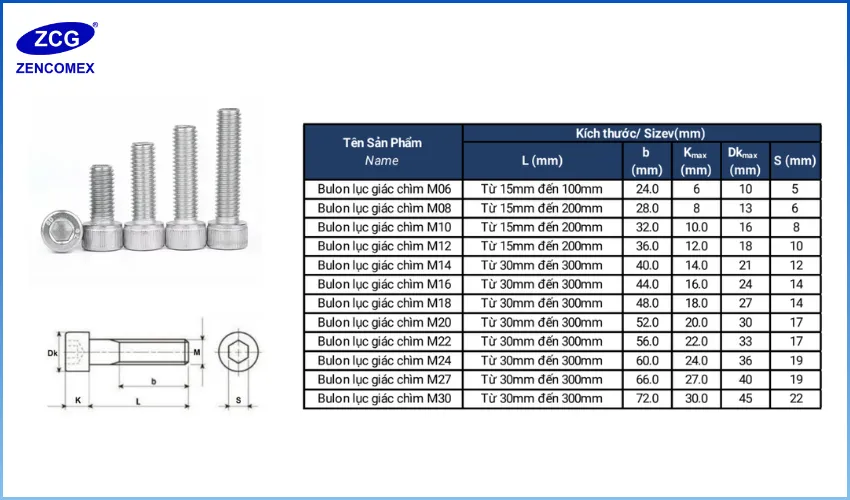 ZCG
®
ZENCOMEX
Tên Sản Phẩm
Name
Kích thước/ Sizev(mm)
L (mm)
b (mm)
Kmax (mm)
Dkmax (mm)
S (mm)
Bulon lục giác chìm M06 Từ 15mm đến 100mm 24.0 6 10 5
Bulon lục giác chìm M08 Từ 15mm đến 200mm 28.0 8 13 6
Bulon lục giác chìm M10 Từ 15mm đến 200mm 32.0 10.0 16 8
Bulon lục giác chìm M12 Từ 15mm đến 200mm 36.0 12.0 18 10
Bulon lục giác chìm M14 Từ 30mm đến 300mm 40.0 14.0 21 12
Bulon lục giác chìm M16 Từ 30mm đến 300mm 44.0 16.0 24 14
Bulon lục giác chìm M18 Từ 30mm đến 300mm 48.0 18.0 27 14
Bulon lục giác chìm M20 Từ 30mm đến 300mm 52.0 20.0 30 17
Bulon lục giác chìm M22 Từ 30mm đến 300mm 56.0 22.0 33 17
Bulon lục giác chìm M24 Từ 30mm đến 300mm 60.0 24.0 36 19
Bulon lục giác chìm M27 Từ 30mm đến 300mm 66.0 27.0 40 19
Bulon lục giác chìm M30 Từ 30mm đến 300mm 72.0 30.0 45 22
Dk
M
b
K
L
S